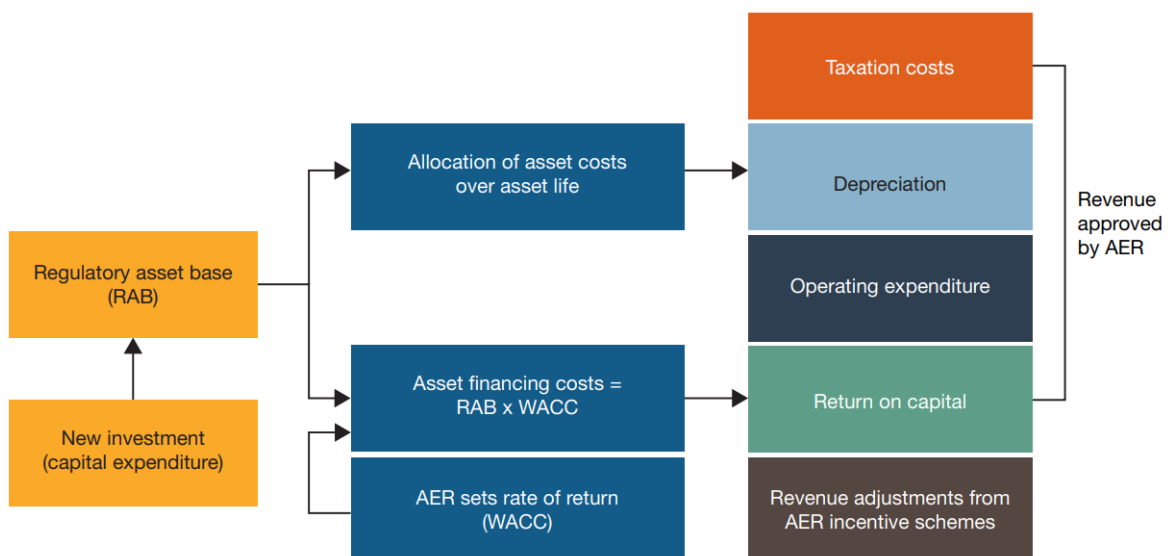 Regulatory asset base
(RAB)
New investment
(capital expenditure)
Allocation of asset costs
over asset life
Asset financing costs =
RAB x WACC
AER sets rate of return
(WACC)
Taxation costs
Depreciation
Operating expenditure
Return on capital
Revenue adjustments from
AER incentive schemes
Revenue
approved
by AER